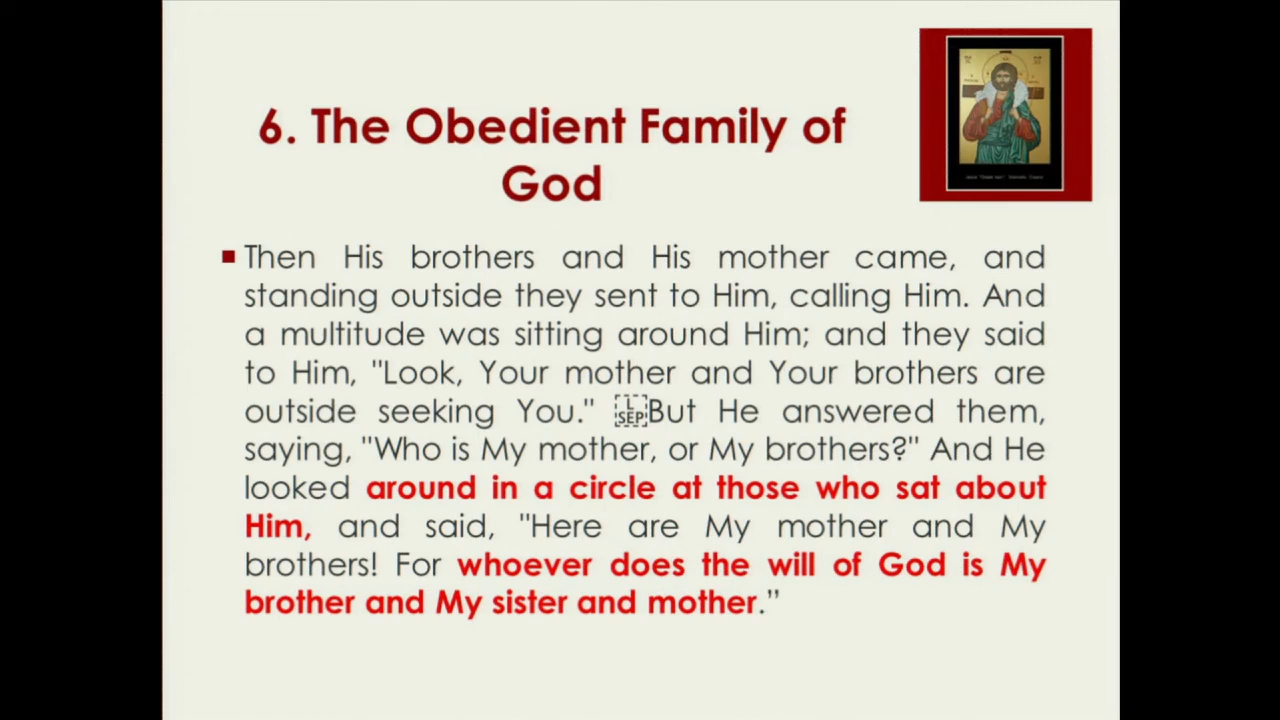 6. The Obedient Family of
God
Then His brothers and His mother came, and
standing outside they sent to Him, calling Him. And
a multitude was sitting around Him; and they said
to Him, "Look, Your mother and Your brothers are
outside seeking You." L SEP But He answered them,
saying, "Who is My mother, or My brothers?" And He
looked around in a circle at those who sat about
Him, and said, "Here are My mother and My
brothers! For whoever does the will of God is My
brother and My sister and mother.”